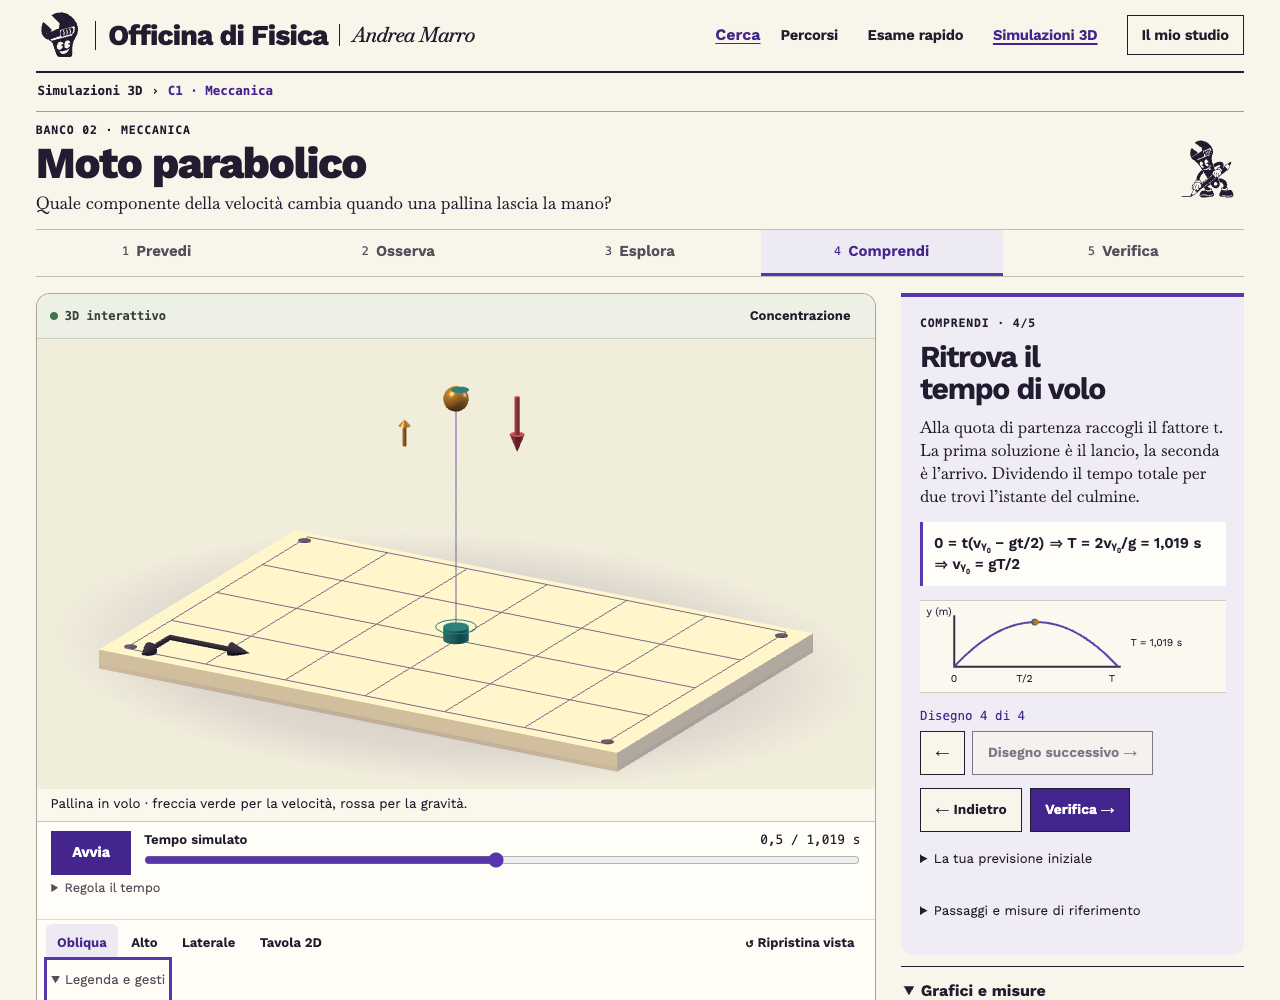 Officina di Fisica
Andrea Marro
Cerca
Percorsi
Esame rapido
Simulazioni 3D
Il mio studio
Simulazioni 3D › C1 · Meccanica
BANCO 02 · MECCANICA
Moto parabolico
Quale componente della velocità cambia quando una pallina lascia la mano?
1 Prevedi
2 Osserva
3 Esplora
4 Comprendi
5 Verifica
3D interattivo
Concentrazione
Pallina in volo · freccia verde per la velocità, rossa per la gravità.
Avvia
Tempo simulato
0,5 / 1,019 s
▶ Regola il tempo
Obliqua
Alto
Laterale
Tavola 2D
↺ Ripristina vista
▼ Legenda e gesti
COMPRENDI · 4/5
Ritrova il
tempo di volo
Alla quota di partenza raccogli il fattore t.
La prima soluzione è il lancio, la seconda
è l’arrivo. Dividendo il tempo totale per
due trovi l’istante del culmine.
0 = t(vY₀ − gt/2) ⇒ T = 2vY₀/g = 1,019 s
⇒ vY₀ = gT/2
y (m)
T = 1,019 s
0
T/2
T
Disegno 4 di 4
←
Disegno successivo →
← Indietro
Verifica →
▶ La tua previsione iniziale
▶ Passaggi e misure di riferimento
▼ Grafici e misure